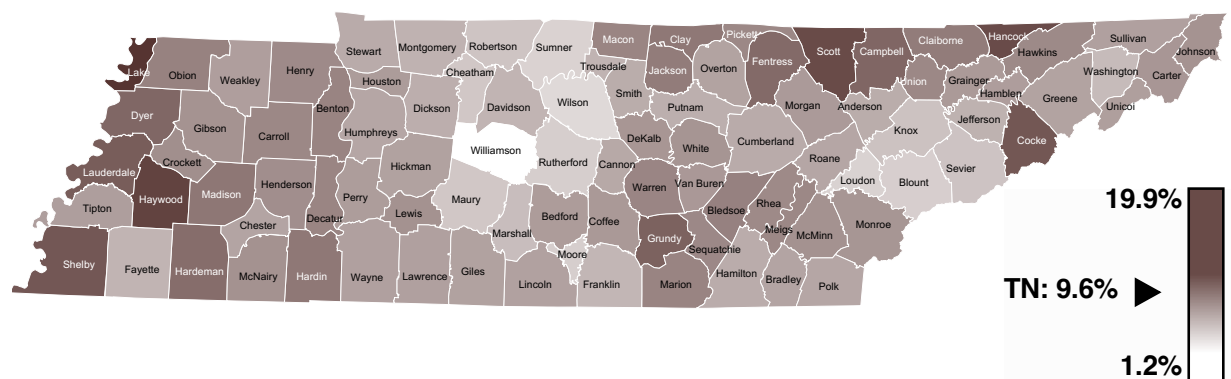 Stewart
Montgomery
Robertson
Sumner
Macon
Clay
Pickett
Scott
Campbell
Claiborne
Hancock
Hawkins
Sullivan
Johnson
Lake
Obion
Weakley
Henry
Houston
Cheatham
Trousdale
Jackson
Overton
Fentress
Union
Grainger
Hamblen
Washington
Carter
Dyer
Gibson
Carroll
Benton
Humphreys
Dickson
Davidson
Wilson
Smith
Putnam
Morgan
Anderson
Knox
Jefferson
Greene
Unicoi
Cocke
Lauderdale
Crockett
Haywood
Madison
Henderson
Decatur
Perry
Hickman
Williamson
Rutherford
Cannon
DeKalb
White
Cumberland
Roane
Loudon
Blount
Sevier
Tipton
Chester
Lewis
Maury
Marshall
Bedford
Coffee
Warren
Van Buren
Bledsoe
Rhea
Meigs
McMinn
Monroe
Shelby
Fayette
Hardeman
McNairy
Hardin
Wayne
Lawrence
Giles
Lincoln
Moore
Franklin
Grundy
Marion
Sequatchie
Hamilton
Bradley
Polk
19.9%
TN: 9.6%
1.2%